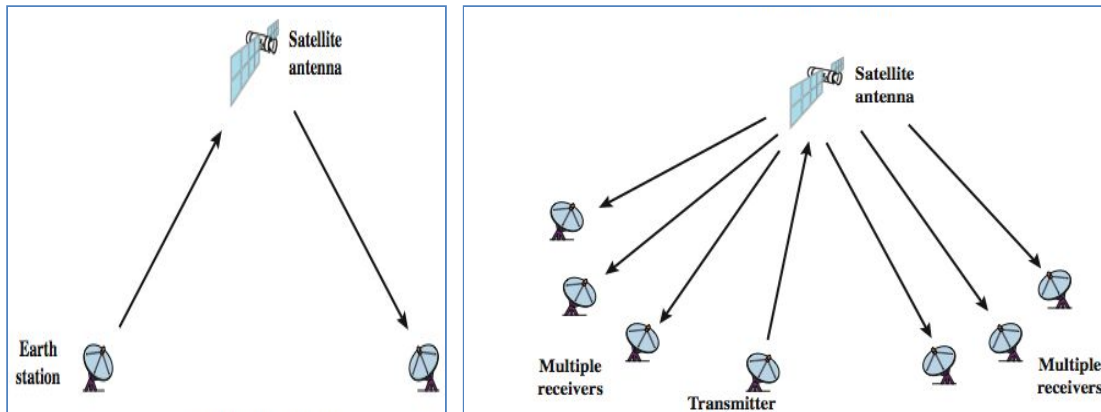 Satellite
antenna
Earth
station
Satellite
antenna
Multiple
receivers
Transmitter
Multiple
receivers